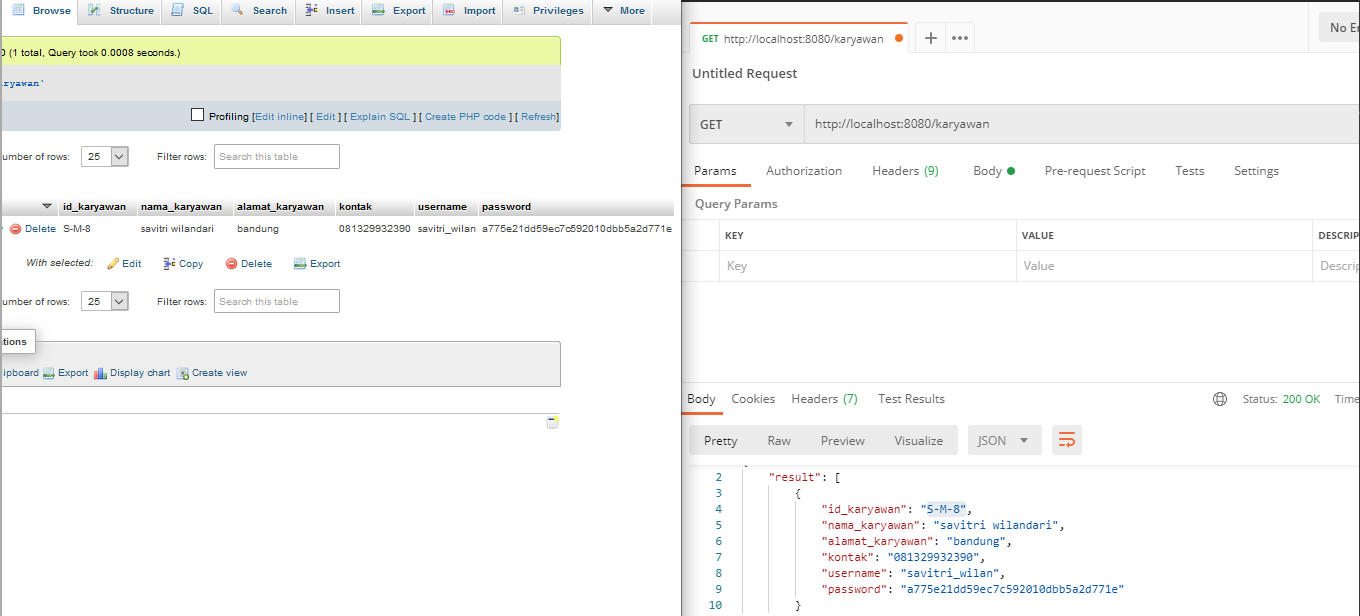 Browse Structure SQL Search Insert Export Import Privileges More
0 (1 total, Query took 0.0008 seconds.)
aryawan`
Profiling [Edit inline] [ Edit ] [ Explain SQL ] [ Create PHP code ] [ Refresh]
umber of rows: 25 Filter rows: Search this table
id_karyawan nama_karyawan alamat_karyawan kontak username password
Delete S-M-8 savitri wilandari bandung 081329932390 savitri_wilan a775e21dd59ec7c592010dbb5a2d771e
With selected: Edit Copy Delete Export
umber of rows: 25 Filter rows: Search this table
ations
lipboard Export Display chart Create view
GET http://localhost:8080/karyawan + ••• No En
Untitled Request
GET http://localhost:8080/karyawan
Params Authorization Headers (9) Body Pre-request Script Tests Settings
Query Params
KEY VALUE DESCRIP
Key Value Descrip
Body Cookies Headers (7) Test Results Status: 200 OK Time
Pretty Raw Preview Visualize JSON
2 "result": [
3 {
4 "id_karyawan": "S-M-8",
5 "nama_karyawan": "savitri wilandari",
6 "alamat_karyawan": "bandung",
7 "kontak": "081329932390",
8 "username": "savitri_wilan",
9 "password": "a775e21dd59ec7c592010dbb5a2d771e"
10 }